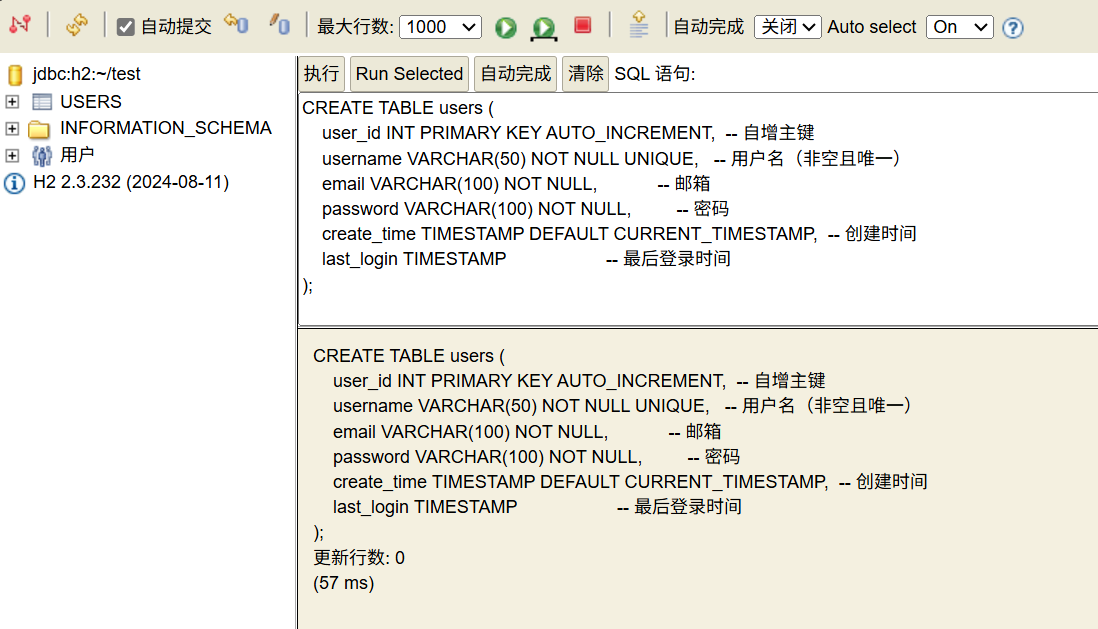 自动提交 最大行数: 1000 自动完成 关闭 Auto select On ?
jdbc:h2:~/test
USERS
INFORMATION_SCHEMA
用户
H2 2.3.232 (2024-08-11)
执行 Run Selected 自动完成 清除 SQL 语句:
CREATE TABLE users (
    user_id INT PRIMARY KEY AUTO_INCREMENT,  -- 自增主键
    username VARCHAR(50) NOT NULL UNIQUE,   -- 用户名（非空且唯一）
    email VARCHAR(100) NOT NULL,            -- 邮箱
    password VARCHAR(100) NOT NULL,         -- 密码
    create_time TIMESTAMP DEFAULT CURRENT_TIMESTAMP,  -- 创建时间
    last_login TIMESTAMP                    -- 最后登录时间
);
CREATE TABLE users (
    user_id INT PRIMARY KEY AUTO_INCREMENT,  -- 自增主键
    username VARCHAR(50) NOT NULL UNIQUE,   -- 用户名（非空且唯一）
    email VARCHAR(100) NOT NULL,            -- 邮箱
    password VARCHAR(100) NOT NULL,         -- 密码
    create_time TIMESTAMP DEFAULT CURRENT_TIMESTAMP,  -- 创建时间
    last_login TIMESTAMP                    -- 最后登录时间
);
更新行数: 0
(57 ms)